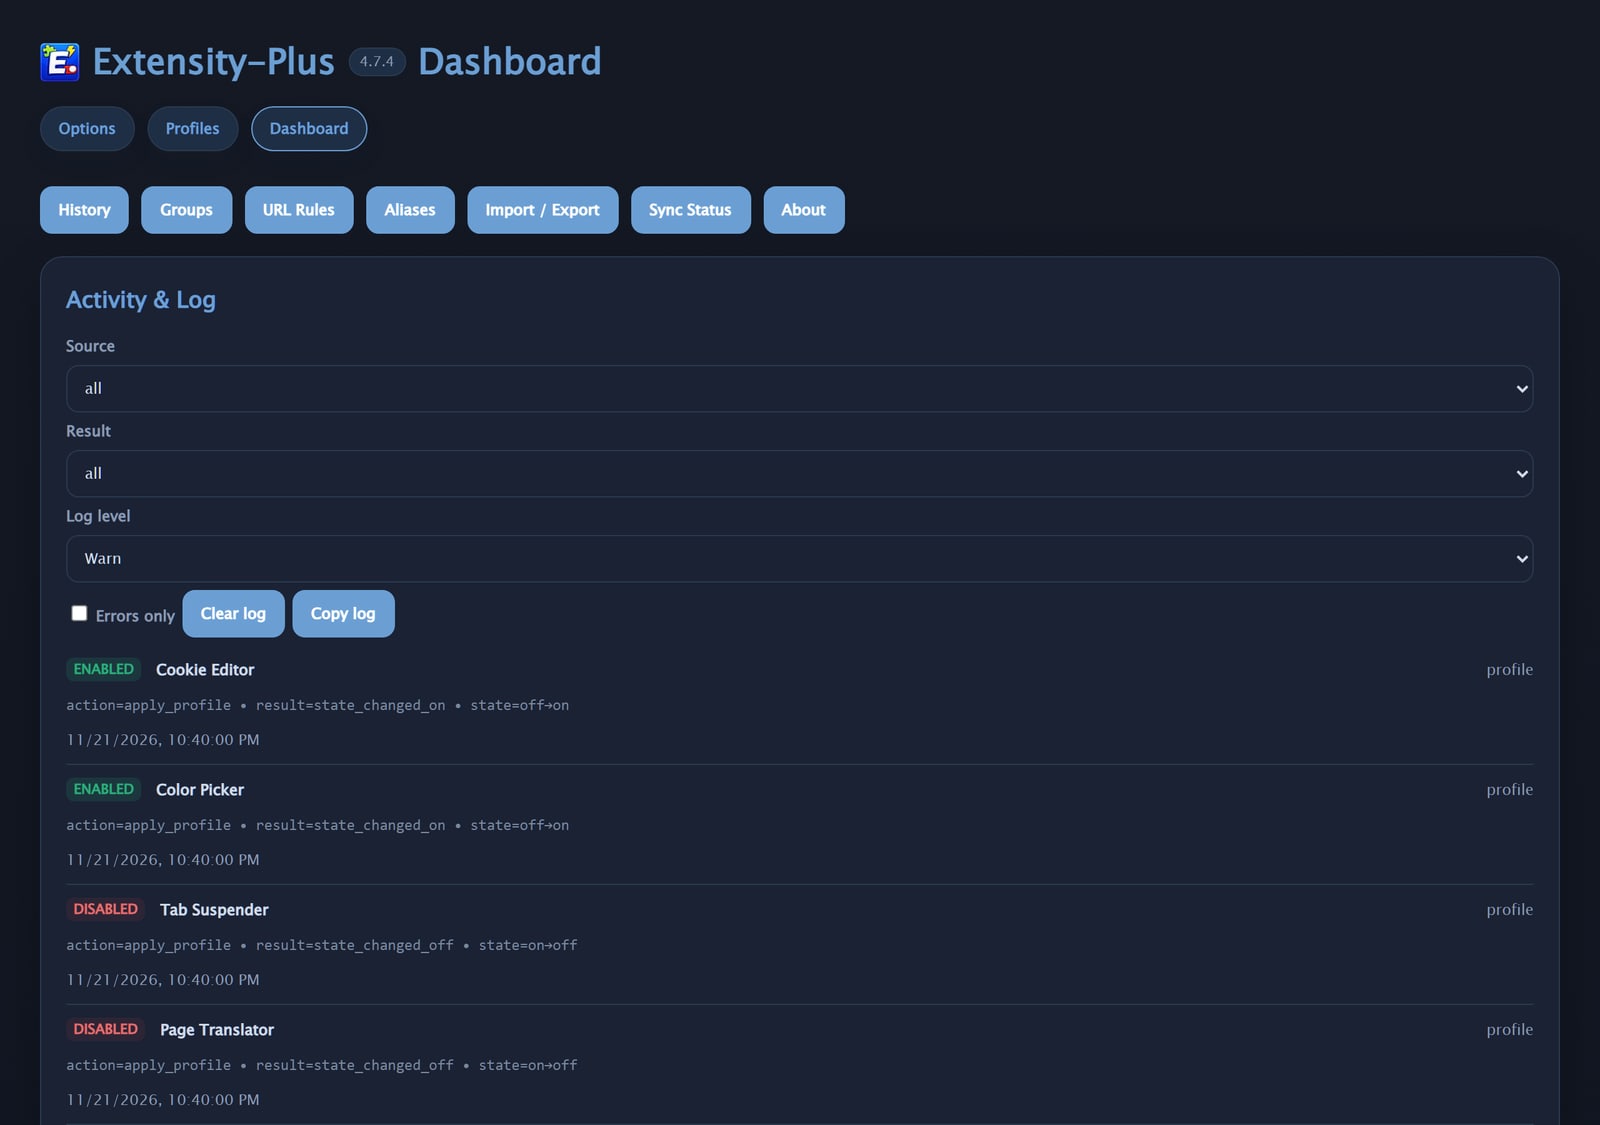 Extensity-Plus 4.7.4 Dashboard
Options Profiles Dashboard
History Groups URL Rules Aliases Import / Export Sync Status About
Activity & Log
Source
all
Result
all
Log level
Warn
Errors only Clear log Copy log
ENABLED Cookie Editor profile
action=apply_profile • result=state_changed_on • state=off→on
11/21/2026, 10:40:00 PM
ENABLED Color Picker profile
action=apply_profile • result=state_changed_on • state=off→on
11/21/2026, 10:40:00 PM
DISABLED Tab Suspender profile
action=apply_profile • result=state_changed_off • state=on→off
11/21/2026, 10:40:00 PM
DISABLED Page Translator profile
action=apply_profile • result=state_changed_off • state=on→off
11/21/2026, 10:40:00 PM